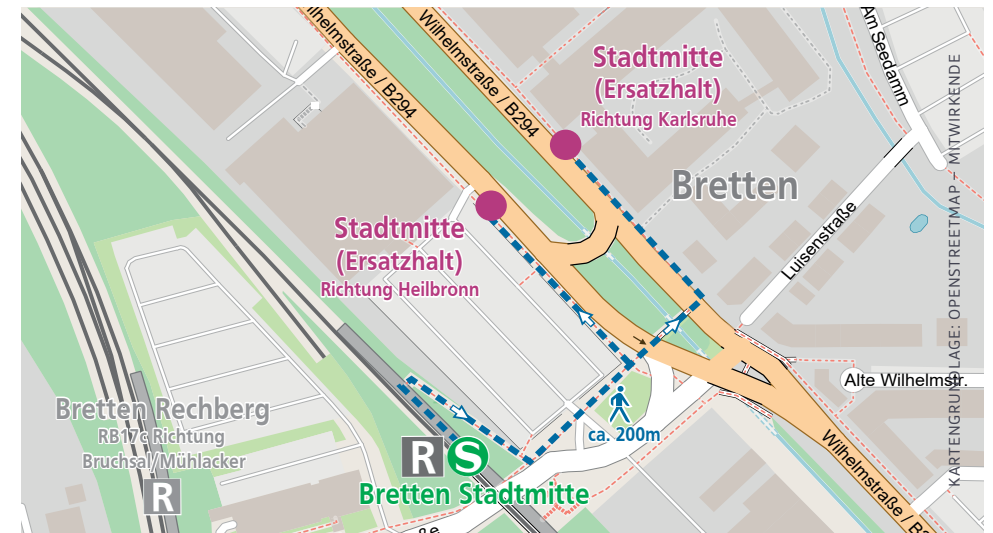 Wilhelmstraße / B294
Wilhelmstraße / B294
Am Seedamm
Stadtmitte
(Ersatzhalt)
Richtung Karlsruhe
Bretten
Stadtmitte
(Ersatzhalt)
Richtung Heilbronn
Luisenstraße
KARTENGRUNDLAGE: OPENSTREETMAP – MITWIRKENDE
Alte Wilhelmstr.
Bretten Rechberg
RB17c Richtung
Bruchsal/Mühlacker
R
ca. 200m
R S
Bretten Stadtmitte
Wilhelmstraße